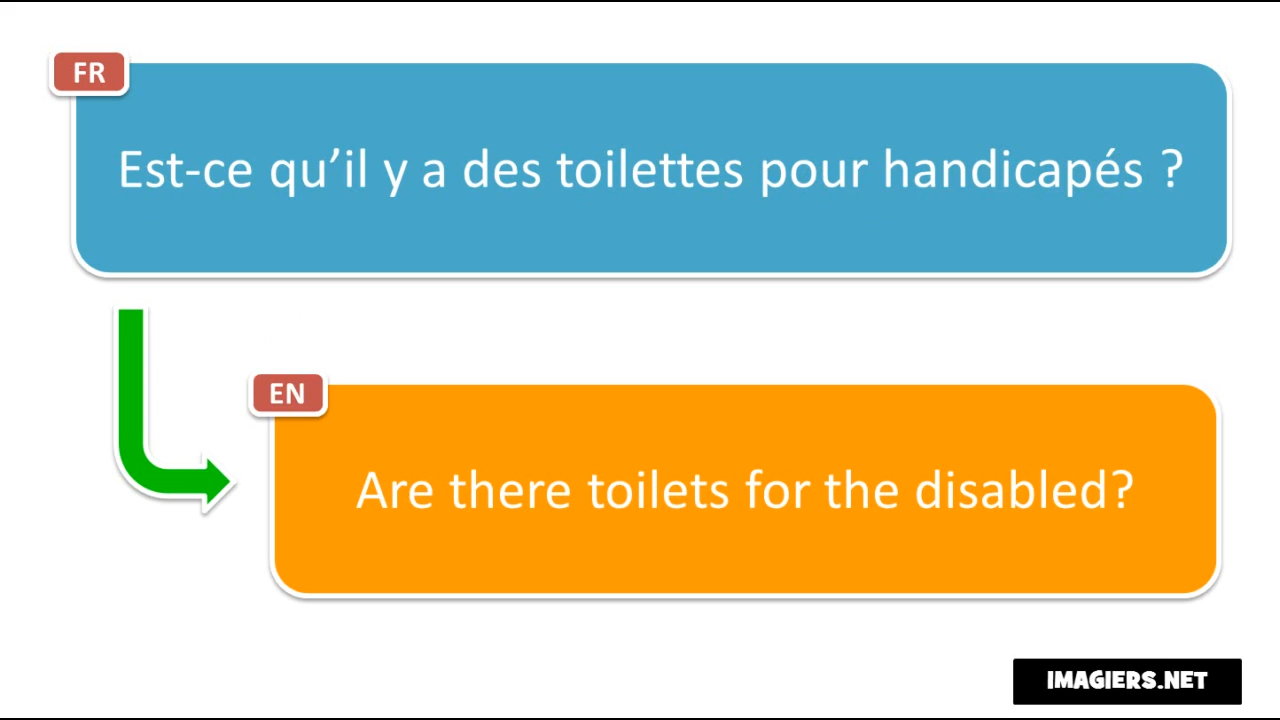 FR
Est-ce qu’il y a des toilettes pour handicapés ?
EN
Are there toilets for the disabled?
IMAGIERS.NET